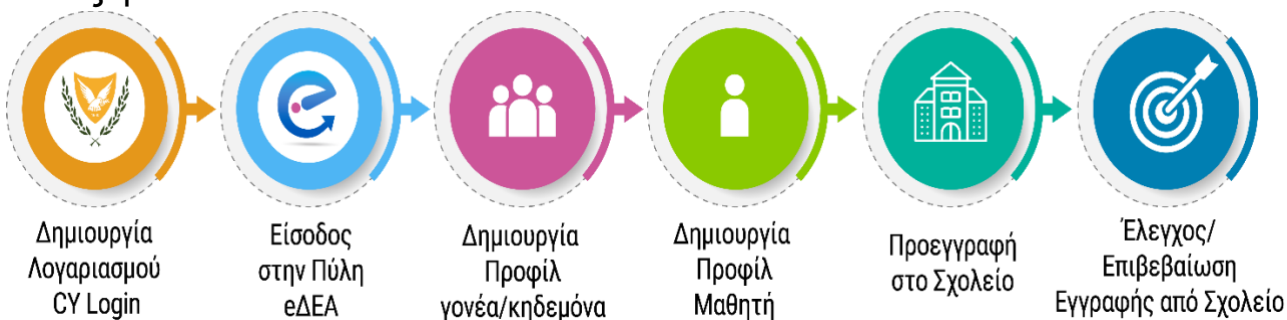 Δημιουργία
Λογαριασμού
CY Login
Είσοδος
στην Πύλη
eΔΕΑ
Δημιουργία
Προφίλ
γονέα/κηδεμόνα
Δημιουργία
Προφίλ
Μαθητή
Προεγγραφή
στο Σχολείο
Έλεγχος/
Επιβεβαίωση
Εγγραφής από Σχολείο